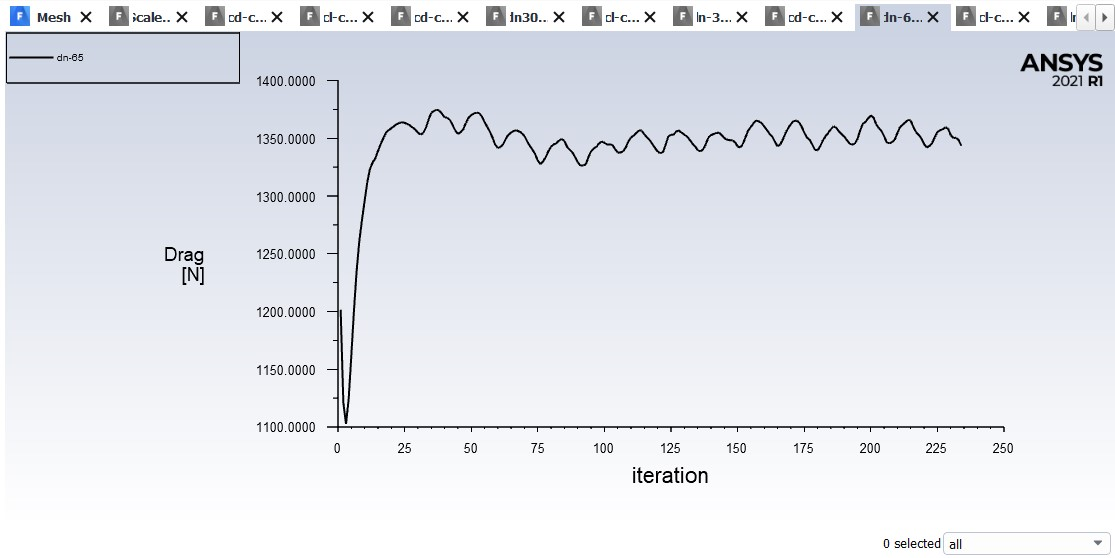 Mesh
Scale..
cd-c...
cl-c...
cd-c...
dn30..
cl-c...
ln-3...
cd-c...
dn-6...
cl-c...
dn-65
ANSYS
2021 R1
1400.0000
1350.0000
1300.0000
1250.0000
1200.0000
1150.0000
1100.0000
Drag
[N]
0 25 50 75 100 125 150 175 200 225 250
iteration
0 selected all